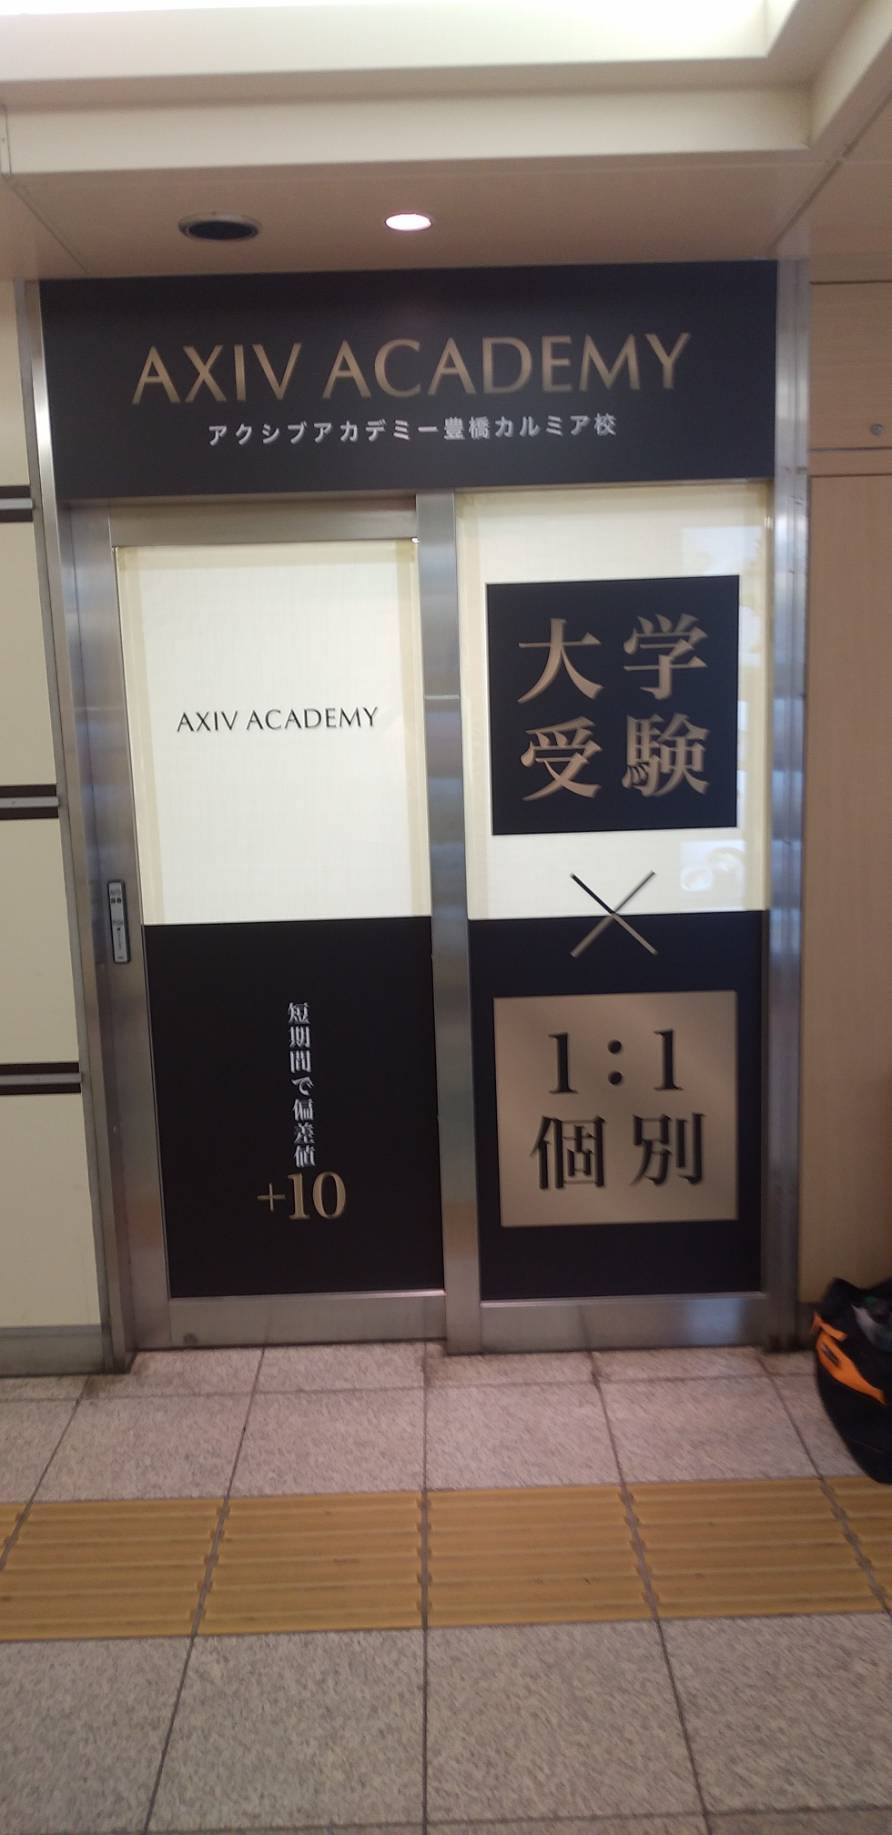 AXIV ACADEMY
アクシブアカデミー豊橋カルミア校
AXIV ACADEMY
短期間で偏差値
+10
大学
受験
×
1:1
個別